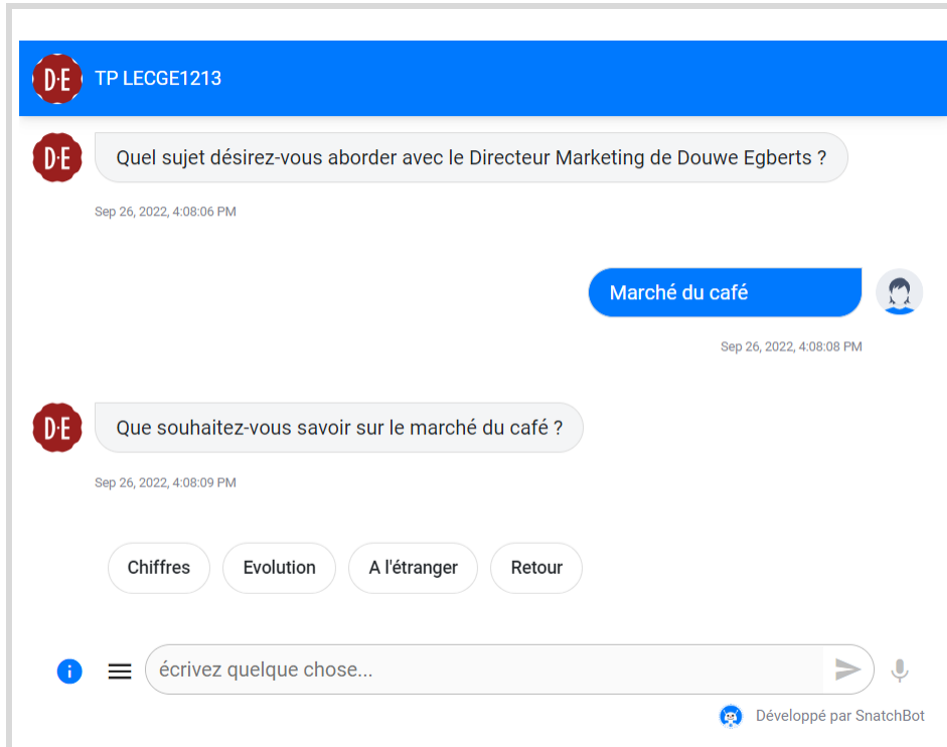 D·E TP LECGE1213
D·E Quel sujet désirez-vous aborder avec le Directeur Marketing de Douwe Egberts ?
Sep 26, 2022, 4:08:06 PM
Marché du café
Sep 26, 2022, 4:08:08 PM
D·E Que souhaitez-vous savoir sur le marché du café ?
Sep 26, 2022, 4:08:09 PM
Chiffres Evolution A l'étranger Retour
i écrivez quelque chose...
Développé par SnatchBot